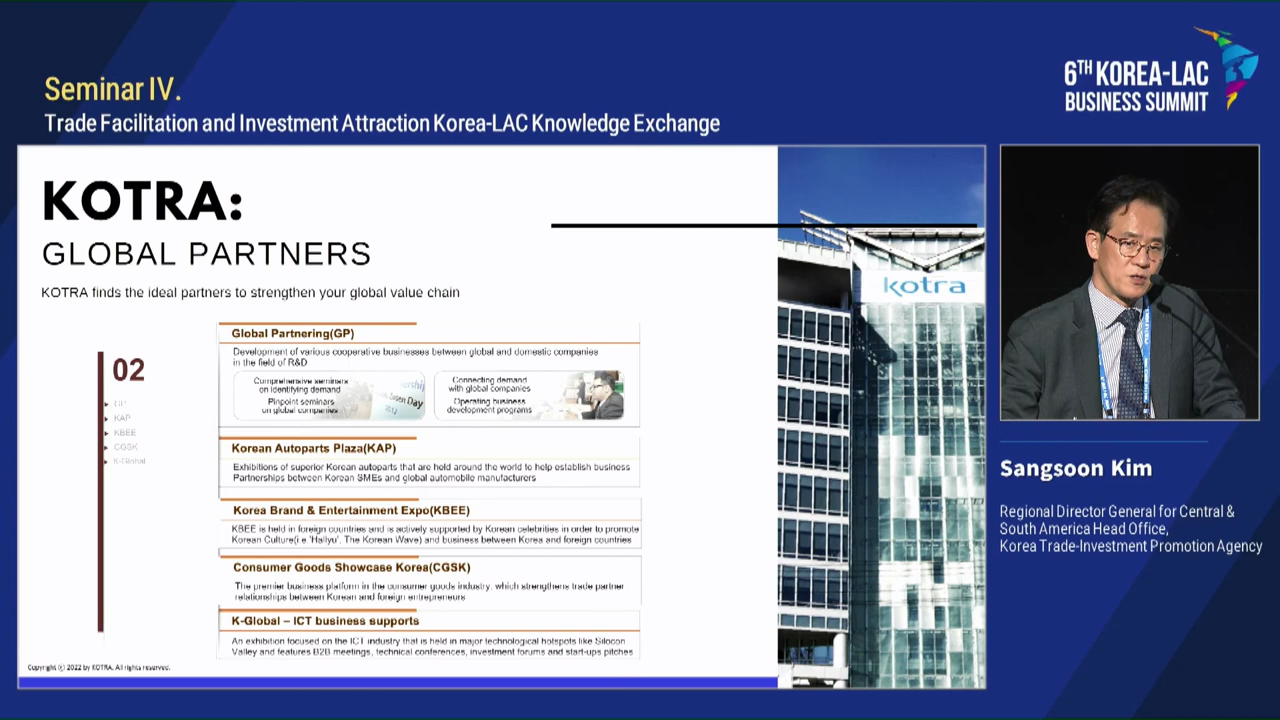 Seminar IV.
Trade Facilitation and Investment Attraction Korea-LAC Knowledge Exchange
6TH KOREA-LAC
BUSINESS SUMMIT
KOTRA:
GLOBAL PARTNERS
KOTRA finds the ideal partners to strengthen your global value chain
kotra
02
GP
KAP
KBEE
CGSK
K-Global
Global Partnering(GP)
Development of various cooperative businesses between global and domestic companies
in the field of R&D
Comprehensive seminars
on identifying demand
Pinpoint seminars
on global companies
Day
2012
Connecting demand
with global companies
Operating business
development programs
Korean Autoparts Plaza(KAP)
Exhibitions of superior Korean autoparts that are held around the world to help establish business
Partnerships between Korean SMEs and global automobile manufacturers
Korea Brand & Entertainment Expo(KBEE)
KBEE is held in foreign countries and is actively supported by Korean celebrities in order to promote
Korean Culture(i.e 'Hallyu'. The Korean Wave) and business between Korea and foreign countries
Consumer Goods Showcase Korea(CGSK)
The premier business platform in the consumer goods industry, which strengthens trade partner
relationships between Korean and foreign entrepreneurs
K-Global – ICT business supports
An exhibition focused on the ICT industry that is held in major technological hotspots like Silocon
Valley and features B2B meetings, technical conferences, investment forums and start-ups pitches
Copyright ⓒ 2022 by KOTRA. All rights reserved.
Sangsoon Kim
Regional Director General for Central &
South America Head Office,
Korea Trade-Investment Promotion Agency